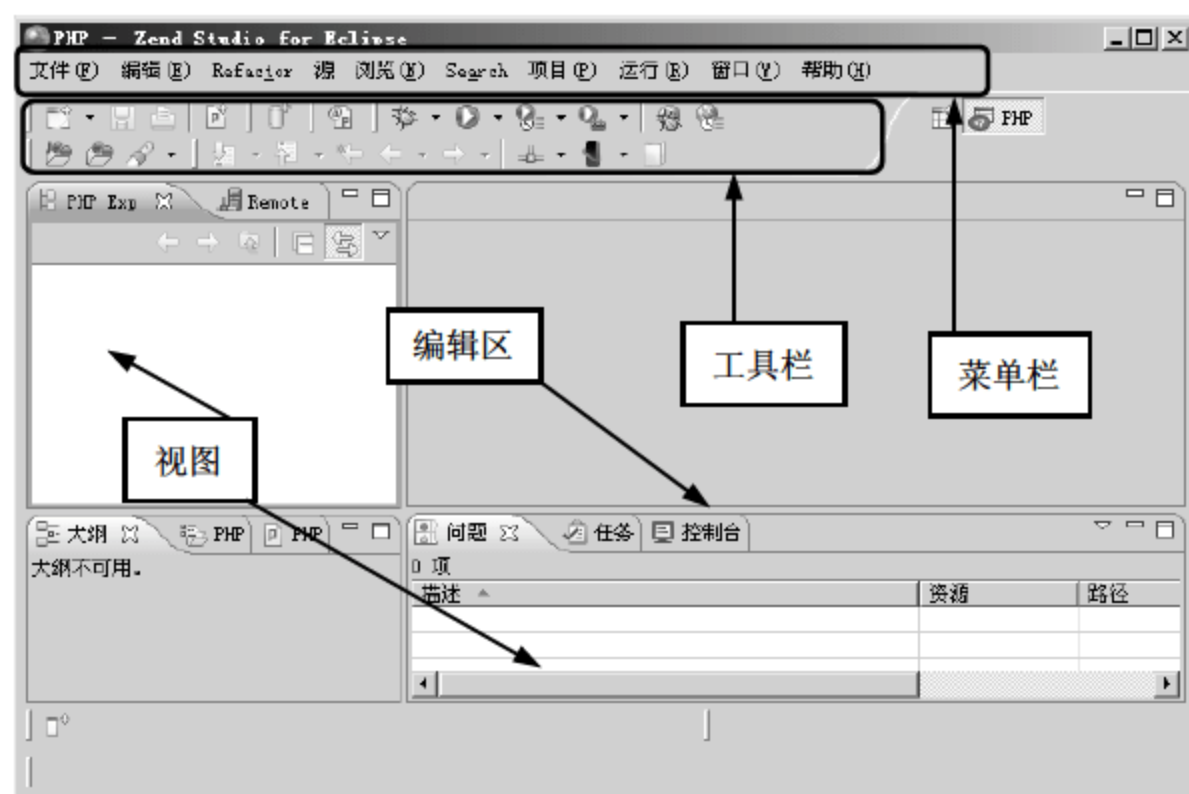 PHP - Zend Studio for Eclipse
文件(F) 编辑(E) Refactor 源 浏览(X) Search 项目(P) 运行(R) 窗口(W) 帮助(H)
PHP
PHP Exp Remote
编辑区
工具栏
菜单栏
视图
大纲 PHP PHP 问题 任务 控制台
大纲不可用。
0 项
描述 资源 路径